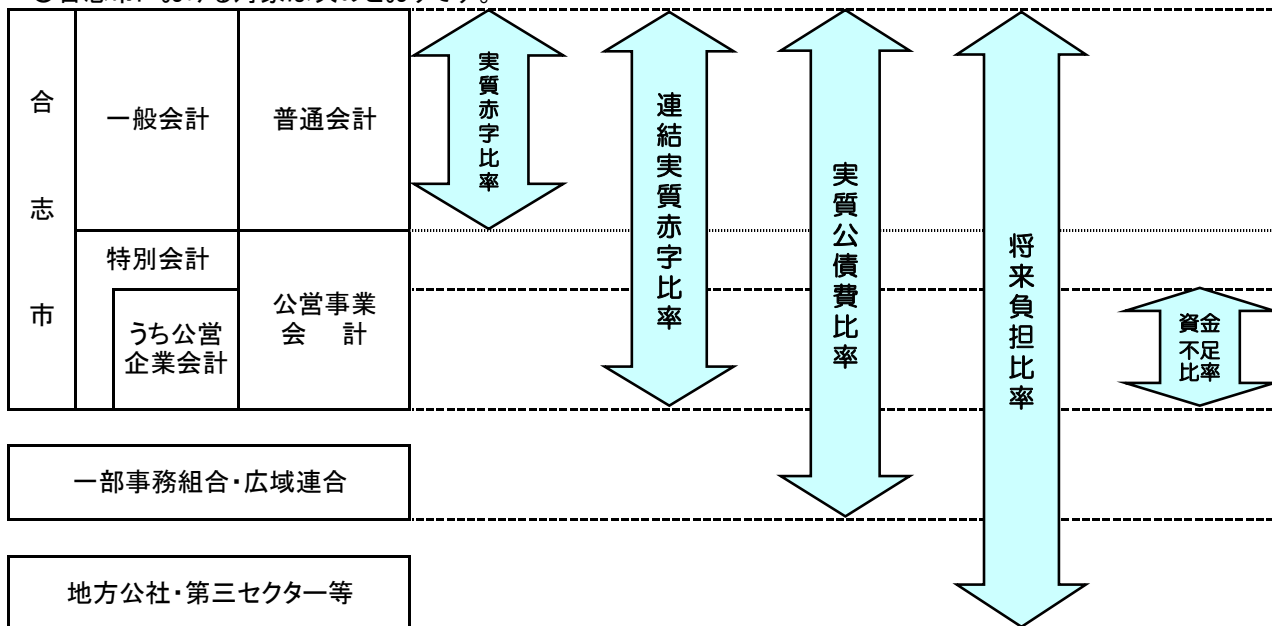 合志市
一般会計
普通会計
特別会計
うち公営
企業会計
公営事業
会　計
実質赤字比率
連結実質赤字比率
実質公債費比率
将来負担比率
資金
不足
比率
一部事務組合・広域連合
地方公社・第三セクター等